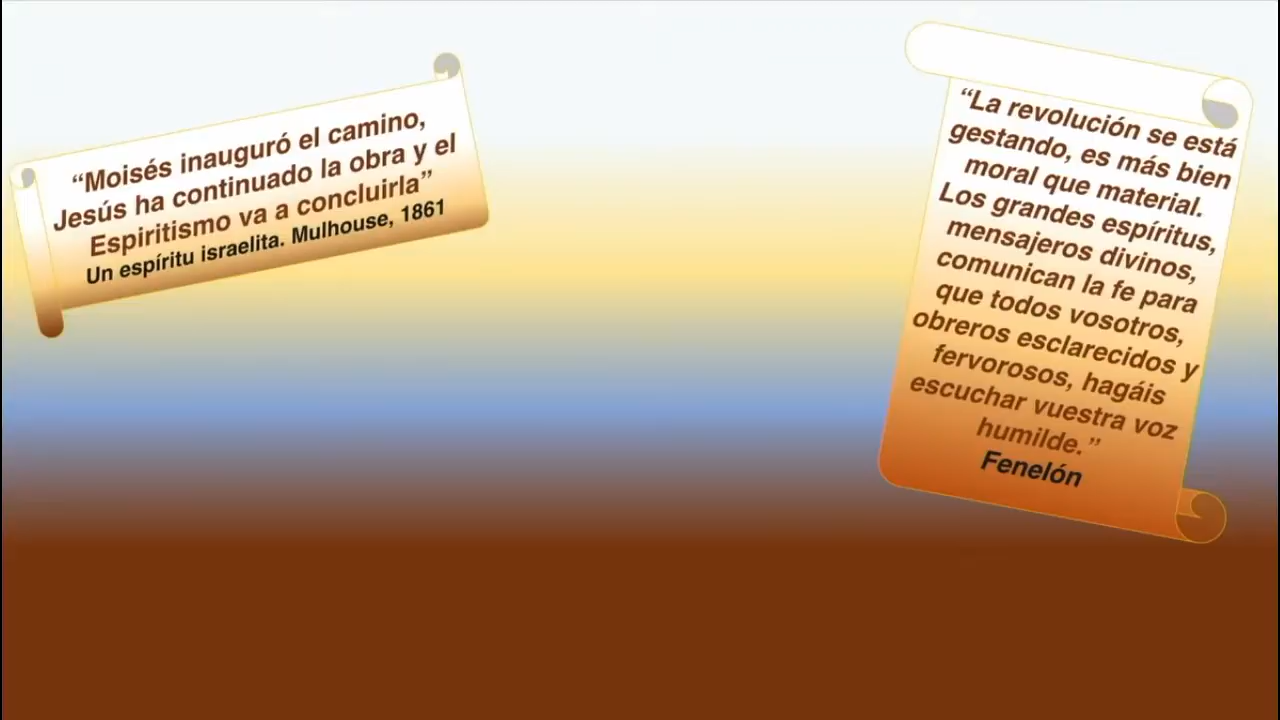 “Moisés inauguró el camino,
Jesús ha continuado la obra y el
Espiritismo va a concluirla”
Un espíritu israelita. Mulhouse, 1861
“La revolución se está
gestando, es más bien
moral que material.
Los grandes espíritus,
mensajeros divinos,
comunican la fe para
que todos vosotros,
obreros esclarecidos y
fervorosos, hagáis
escuchar vuestra voz
humilde.”
Fenelón